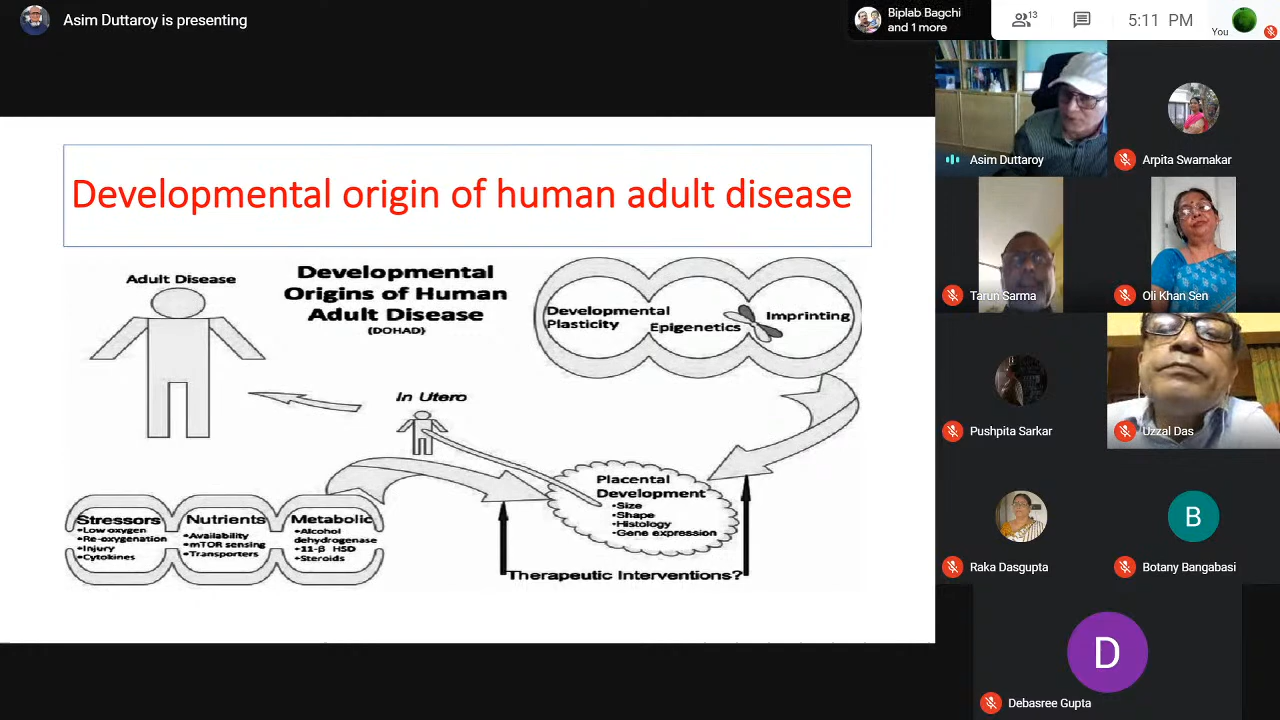 Asim Duttaroy is presenting
Biplab Bagchi
and 1 more
13
5:11 PM
You
Developmental origin of human adult disease
Adult Disease
Developmental
Origins of Human
Adult Disease
(DOHAD)
Developmental
Plasticity
Epigenetics
Imprinting
In Utero
Placental
Development
•Size
•Shape
•Histology
•Gene expression
Stressors
•Low oxygen
•Re-oxygenation
•Injury
•Cytokines
Nutrients
•Availability
•mTOR sensing
•Transporters
Metabolic
•Alcohol
dehydrogenase
•11-β HSD
•Steroids
Therapeutic Interventions?
Asim Duttaroy
Arpita Swarnakar
Tarun Sarma
Oli Khan Sen
Pushpita Sarkar
Uzzal Das
Raka Dasgupta
B
Botany Bangabasi
D
Debasree Gupta